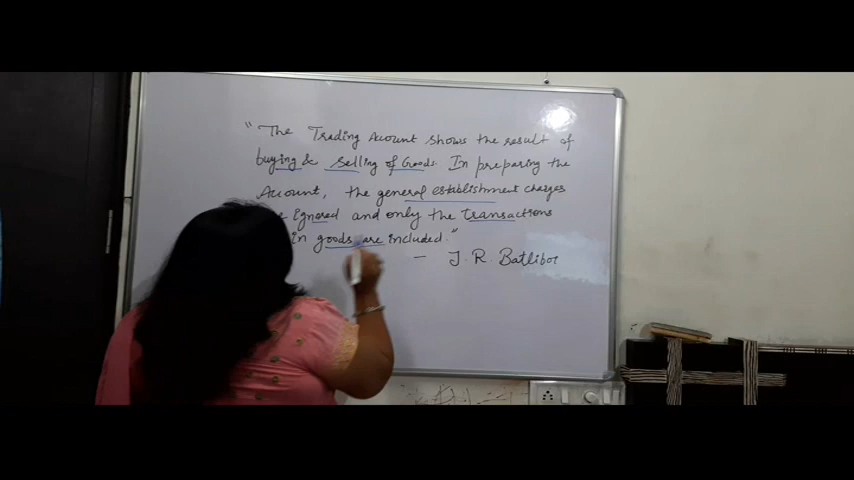 "The Trading Account shows the result of
buying & selling of Goods. In preparing the
Account, the general establishment charges
ignored and only the transactions
in goods are included."
— J. R. Batliboi